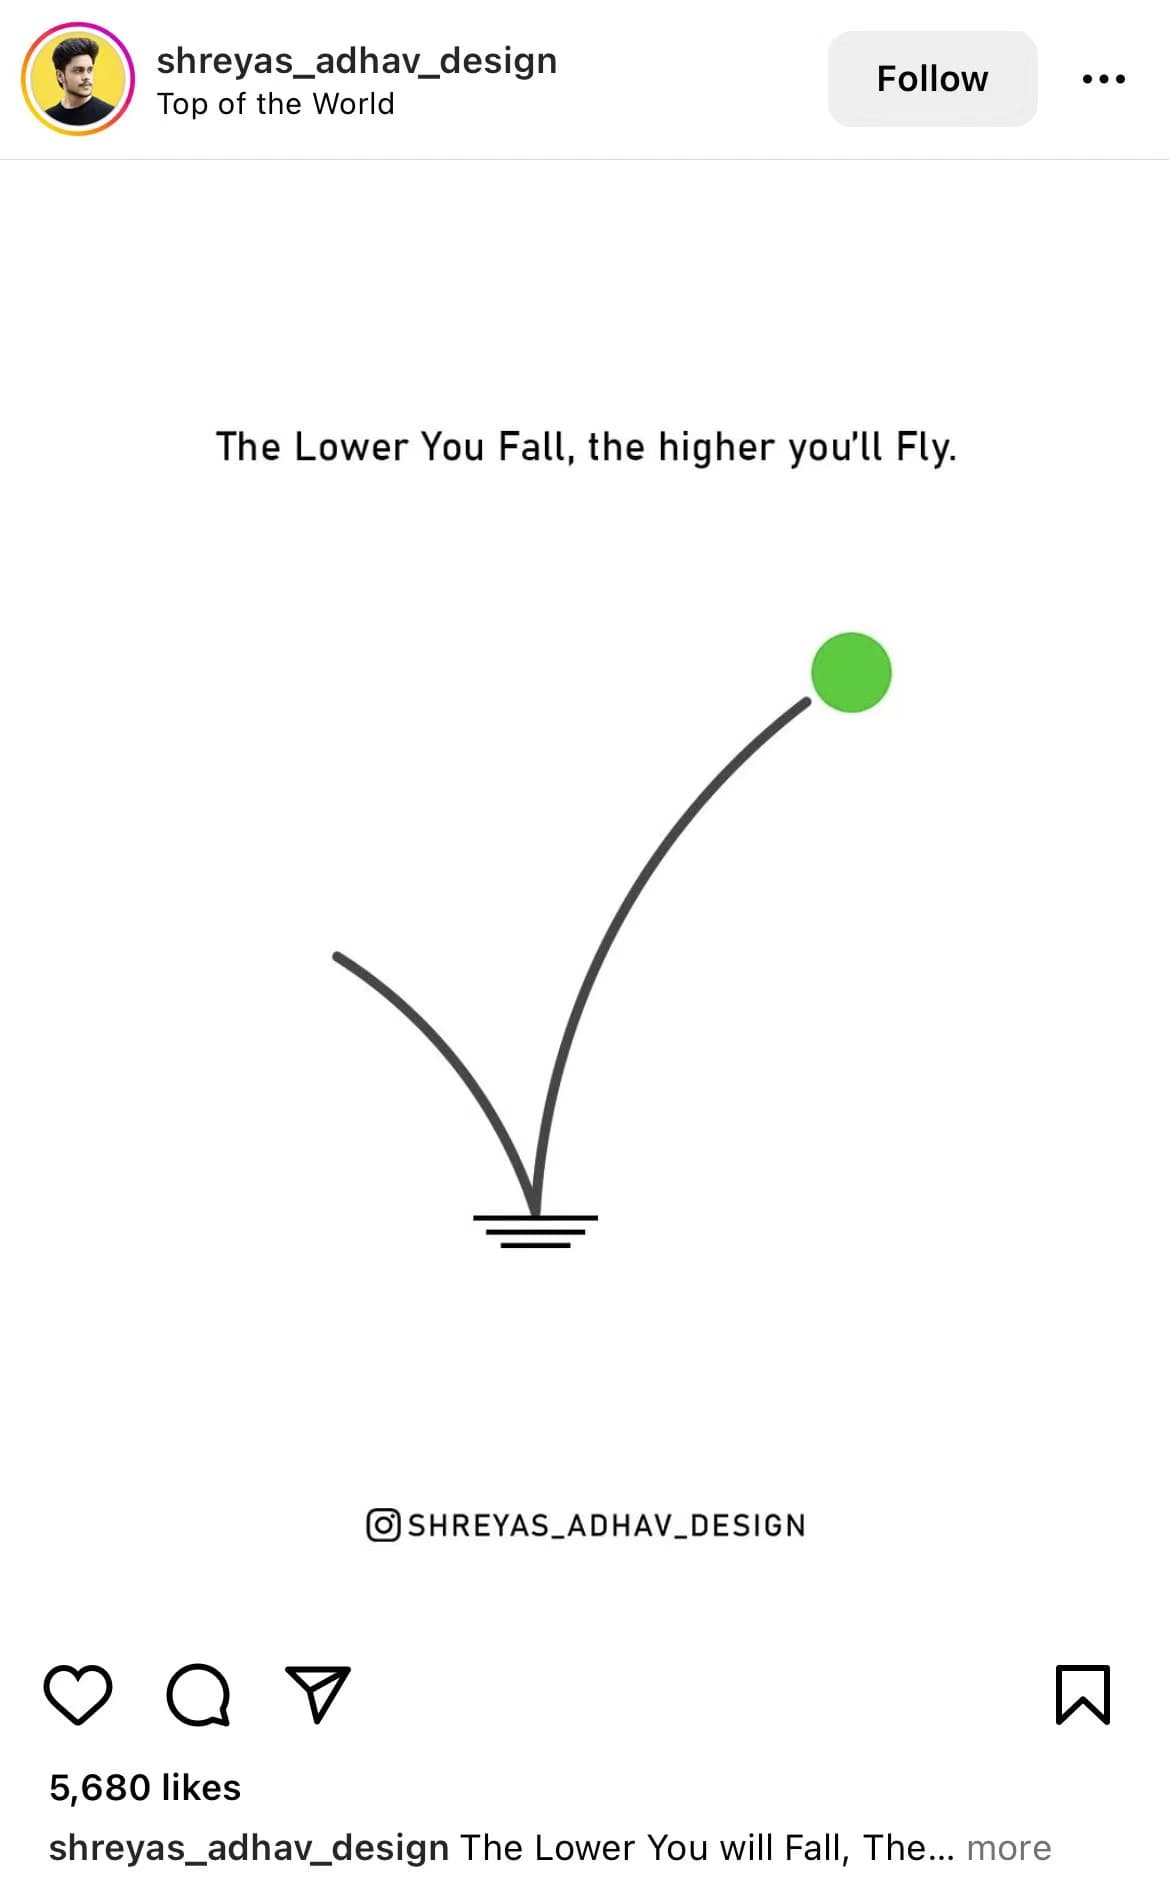 shreyas_adhav_design
Top of the World
Follow
The Lower You Fall, the higher you'll Fly.
SHREYAS_ADHAV_DESIGN
5,680 likes
shreyas_adhav_design The Lower You will Fall, The... more